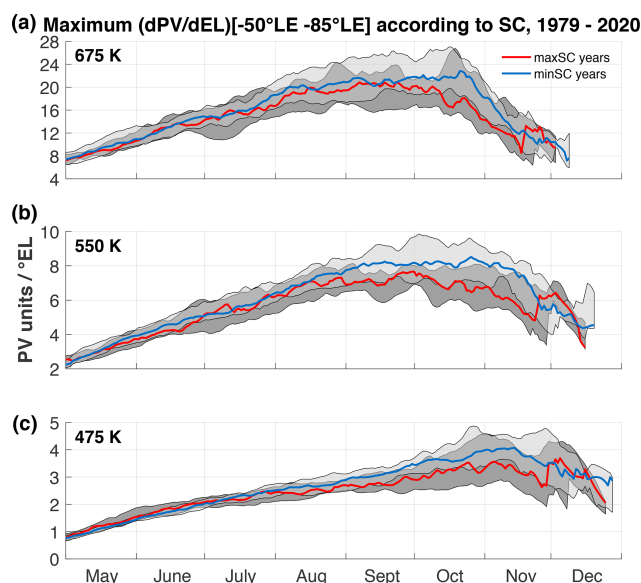 (a) Maximum (dPV/dEL)[-50°LE -85°LE] according to SC, 1979 - 2020
28
24
20
16
12
8
4
675 K
maxSC years
minSC years
(b)
10
8
6
4
2
550 K
PV units / °EL
(c)
5
4
3
2
1
0
475 K
May June July Aug Sept Oct Nov Dec